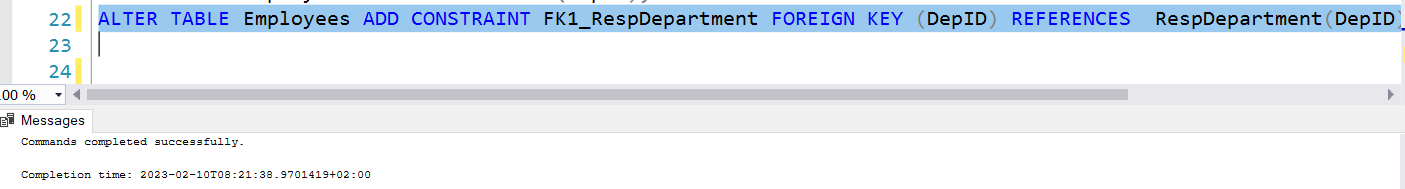 22 ALTER TABLE Employees ADD CONSTRAINT FK1_RespDepartment FOREIGN KEY (DepID) REFERENCES  RespDepartment(DepID)
23
24
.00 %
Messages
Commands completed successfully.
Completion time: 2023-02-10T08:21:38.9701419+02:00